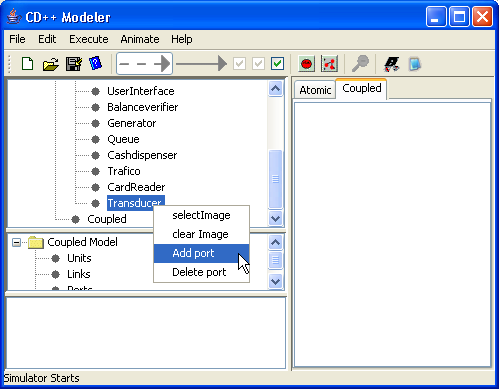 CD++ Modeler
File Edit Execute Animate Help
UserInterface
Balanceverifier
Generator
Queue
Cashdispenser
Trafico
CardReader
Transducer
Coupled
selectImage
clear Image
Add port
Delete port
Coupled Model
Units
Links
Ports
Atomic Coupled
Simulator Starts